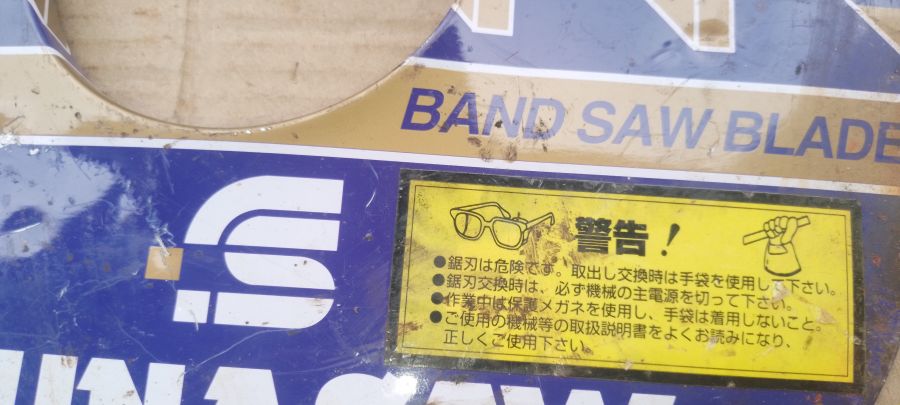 BAND SAW BLADE
警告!
●鋸刃は危険です。取出し交換時は手袋を使用して下さい。
●鋸刃交換時は、必ず機械の主電源を切って下さい。
●作業中は保護メガネを使用し、手袋は着用しないこと。
●ご使用の機械等の取扱説明書をよくお読みになり、
正しくご使用下さい。